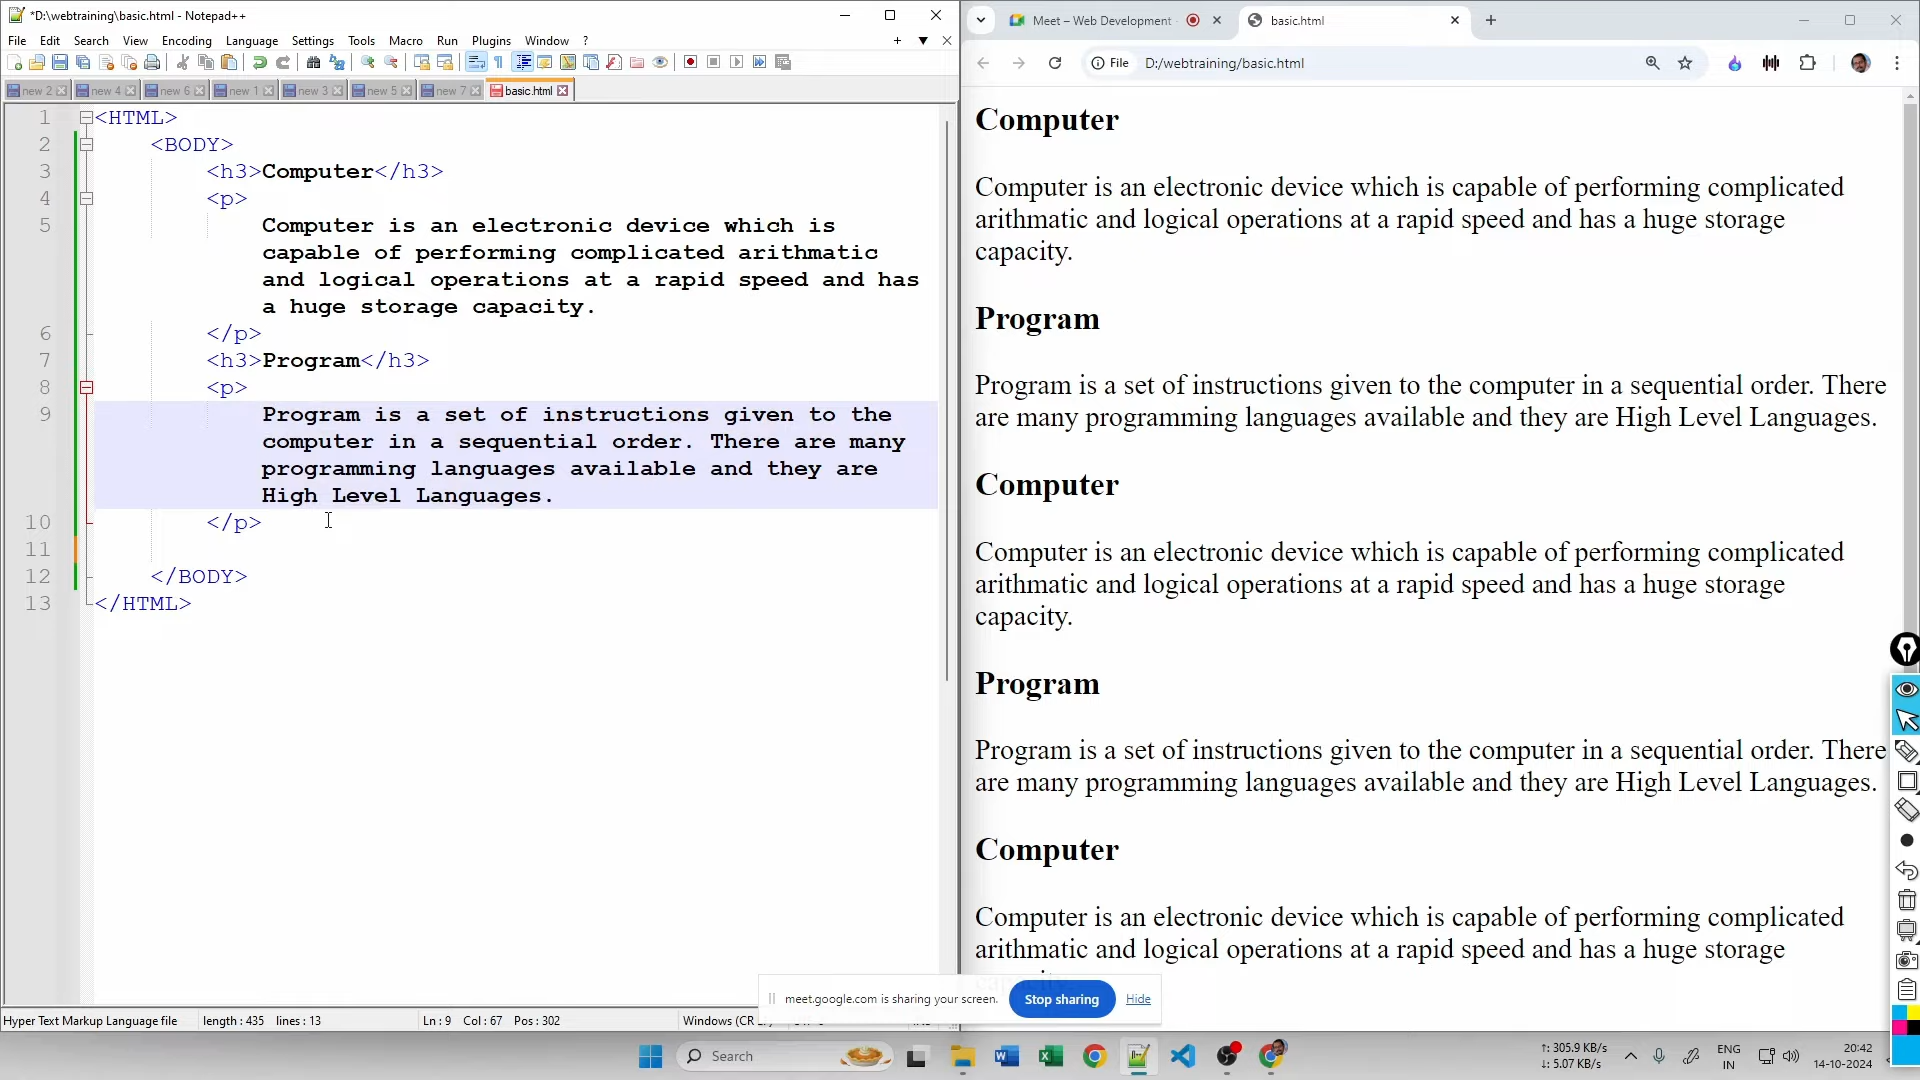 *D:\webtraining\basic.html - Notepad++
File Edit Search View Encoding Language Settings Tools Macro Run Plugins Window ?
new 2 new 4 new 6 new 1 new 3 new 5 new 7 basic.html
1 <HTML>
2 <BODY>
3 <h3>Computer</h3>
4 <p>
5 Computer is an electronic device which is
capable of performing complicated arithmatic
and logical operations at a rapid speed and has
a huge storage capacity.
6 </p>
7 <h3>Program</h3>
8 <p>
9 Program is a set of instructions given to the
computer in a sequential order. There are many
programming languages available and they are
High Level Languages.
10 </p>
11
12 </BODY>
13 </HTML>
Hyper Text Markup Language file length : 435 lines : 13 Ln : 9 Col : 67 Pos : 302 Windows (CR
Meet – Web Development
basic.html
File D:/webtraining/basic.html
Computer
Computer is an electronic device which is capable of performing complicated
arithmatic and logical operations at a rapid speed and has a huge storage
capacity.
Program
Program is a set of instructions given to the computer in a sequential order. There
are many programming languages available and they are High Level Languages.
Computer
Computer is an electronic device which is capable of performing complicated
arithmatic and logical operations at a rapid speed and has a huge storage
capacity.
Program
Program is a set of instructions given to the computer in a sequential order. There
are many programming languages available and they are High Level Languages.
Computer
Computer is an electronic device which is capable of performing complicated
arithmatic and logical operations at a rapid speed and has a huge storage
meet.google.com is sharing your screen. Stop sharing Hide
Search
↑: 305.9 KB/s
↓: 5.07 KB/s
ENG
IN
20:42
14-10-2024